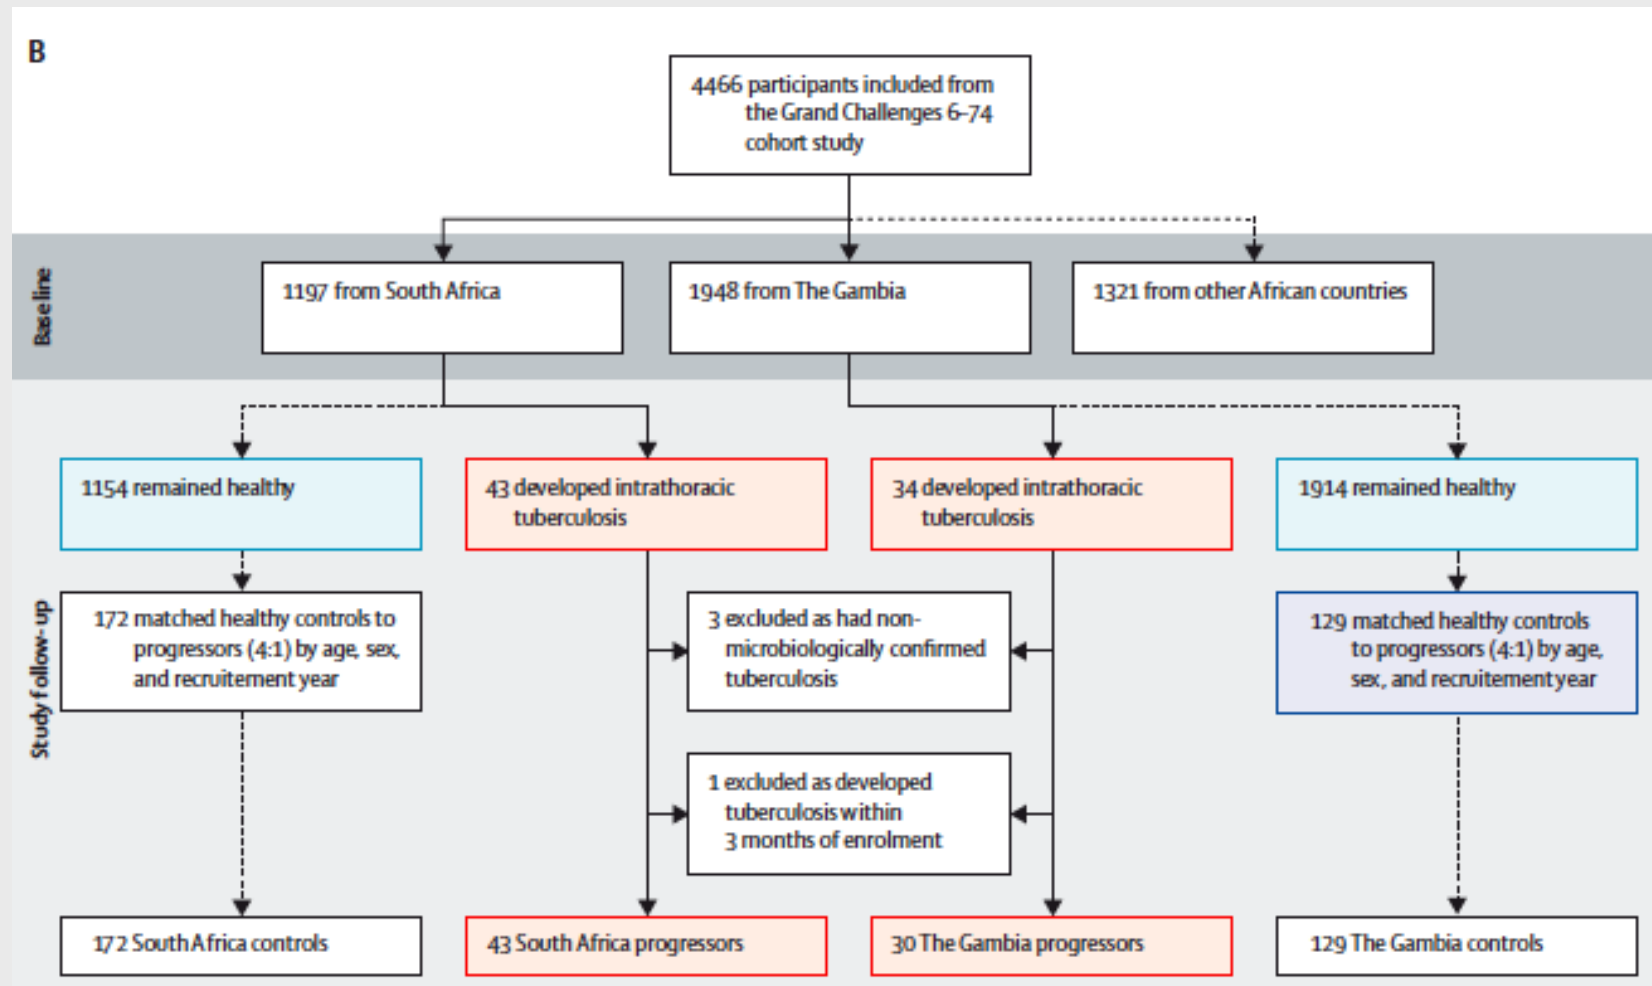 B
4466 participants included from
the Grand Challenges 6–74
cohort study
Baseline
1197 from South Africa
1948 from The Gambia
1321 from other African countries
Study follow-up
1154 remained healthy
43 developed intrathoracic
tuberculosis
34 developed intrathoracic
tuberculosis
1914 remained healthy
172 matched healthy controls to
progressors (4:1) by age, sex,
and recruitement year
3 excluded as had non-
microbiologically confirmed
tuberculosis
129 matched healthy controls
to progressors (4:1) by age,
sex, and recruitement year
1 excluded as developed
tuberculosis within
3 months of enrolment
172 South Africa controls
43 South Africa progressors
30 The Gambia progressors
129 The Gambia controls